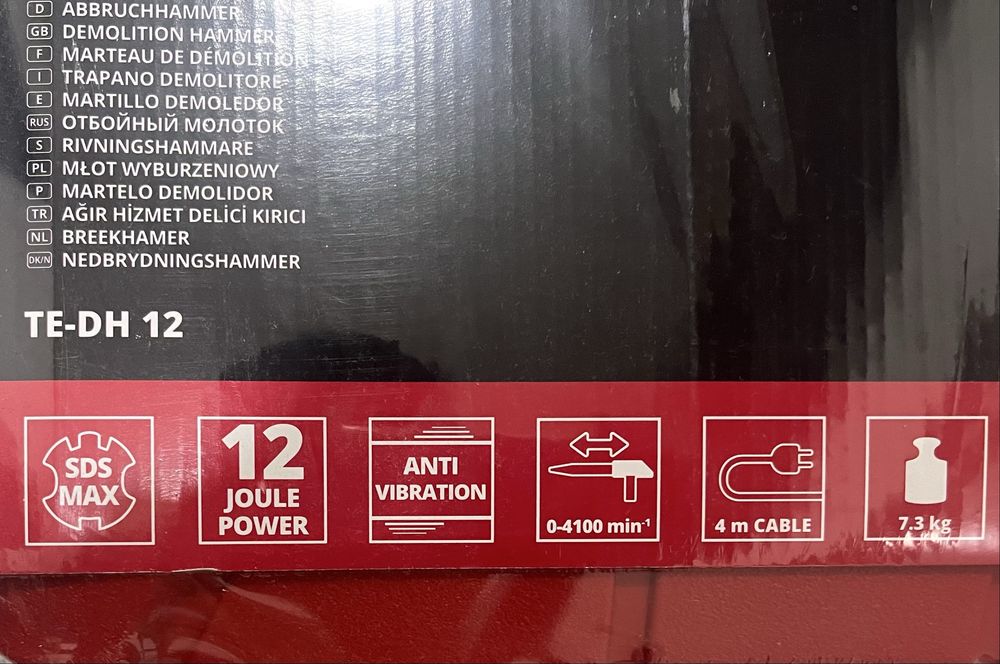 D ABBRUCHHAMMER
GB DEMOLITION HAMMER
F MARTEAU DE DÉMOLITION
I TRAPANO DEMOLITORE
E MARTILLO DEMOLEDOR
RUS ОТБОЙНЫЙ МОЛОТОК
S RIVNINGSHAMMARE
PL MŁOT WYBURZENIOWY
P MARTELO DEMOLIDOR
TR AĞIR HİZMET DELİCİ KIRICI
NL BREEKHAMER
DK/N NEDBRYDNINGSHAMMER
TE-DH 12
SDS
MAX
12
JOULE
POWER
ANTI
VIBRATION
0-4100 min-1
4 m CABLE
7.3 kg